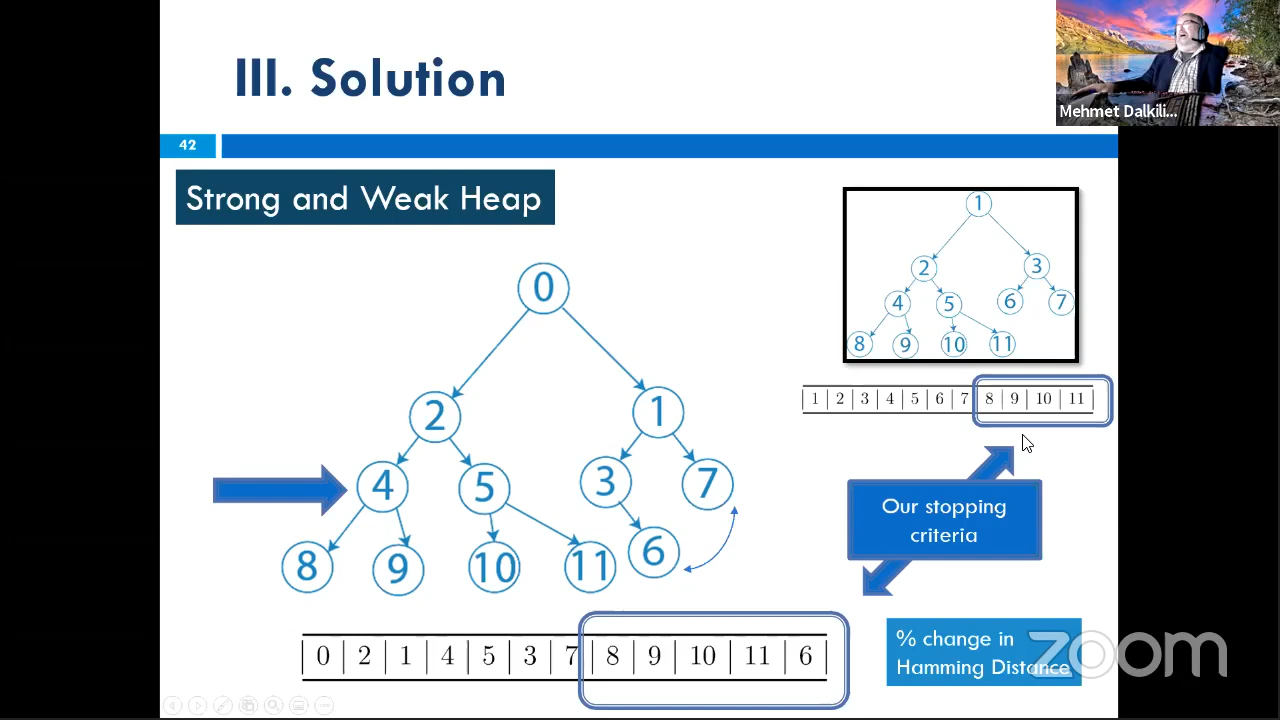 III. Solution
Mehmet Dalkili...
42
Strong and Weak Heap
1
2 3
4 5 6 7
8 9 10 11
0
2 1
4 5 3 7
8 9 10 11 6
1 2 3 4 5 6 7 8 9 10 11
Our stopping
criteria
0 2 1 4 5 3 7 8 9 10 11 6
% change in
Hamming Distance
zoom